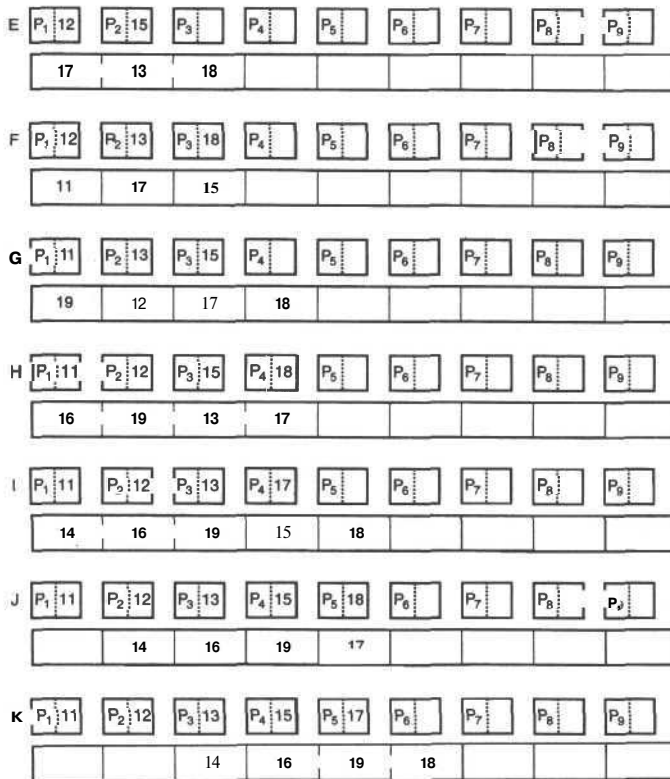 E P1 12 P2 15 P3 P4 P5 P6 P7 P8 P9
17 13 18
F P1 12 P2 13 P3 18 P4 P5 P6 P7 P8 P9
11 17 15
G P1 11 P2 13 P3 15 P4 P5 P6 P7 P8 P9
19 12 17 18
H P1 11 P2 12 P3 15 P4 18 P5 P6 P7 P8 P9
16 19 13 17
I P1 11 P2 12 P3 13 P4 17 P5 P6 P7 P8 P9
14 16 19 15 18
J P1 11 P2 12 P3 13 P4 15 P5 18 P6 P7 P8 P9
14 16 19 17
K P1 11 P2 12 P3 13 P4 15 P5 17 P6 P7 P8 P9
14 16 19 18